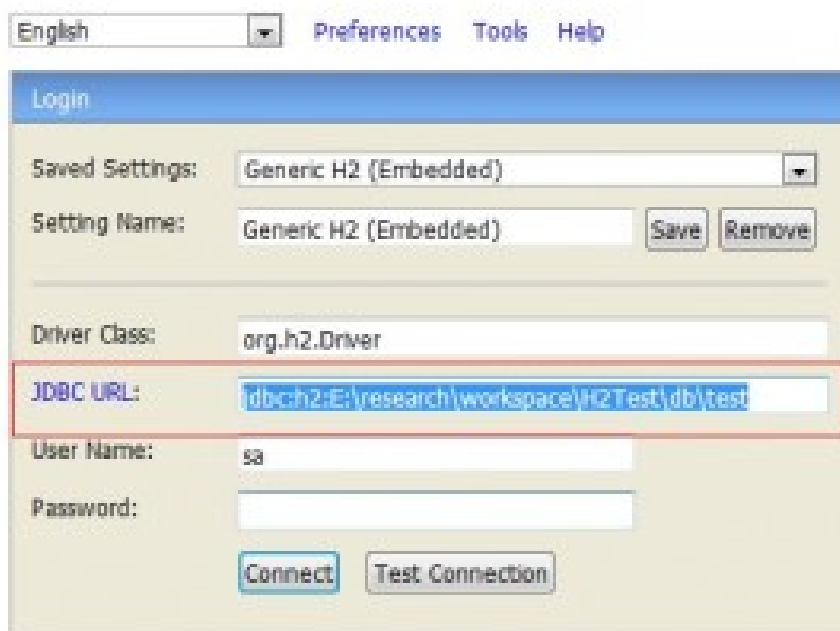 English Preferences Tools Help
Login
Saved Settings: Generic H2 (Embedded)
Setting Name: Generic H2 (Embedded) Save Remove
Driver Class: org.h2.Driver
JDBC URL: jdbc:h2:E:\research\workspace\H2Test\db\test
User Name: sa
Password:
Connect Test Connection